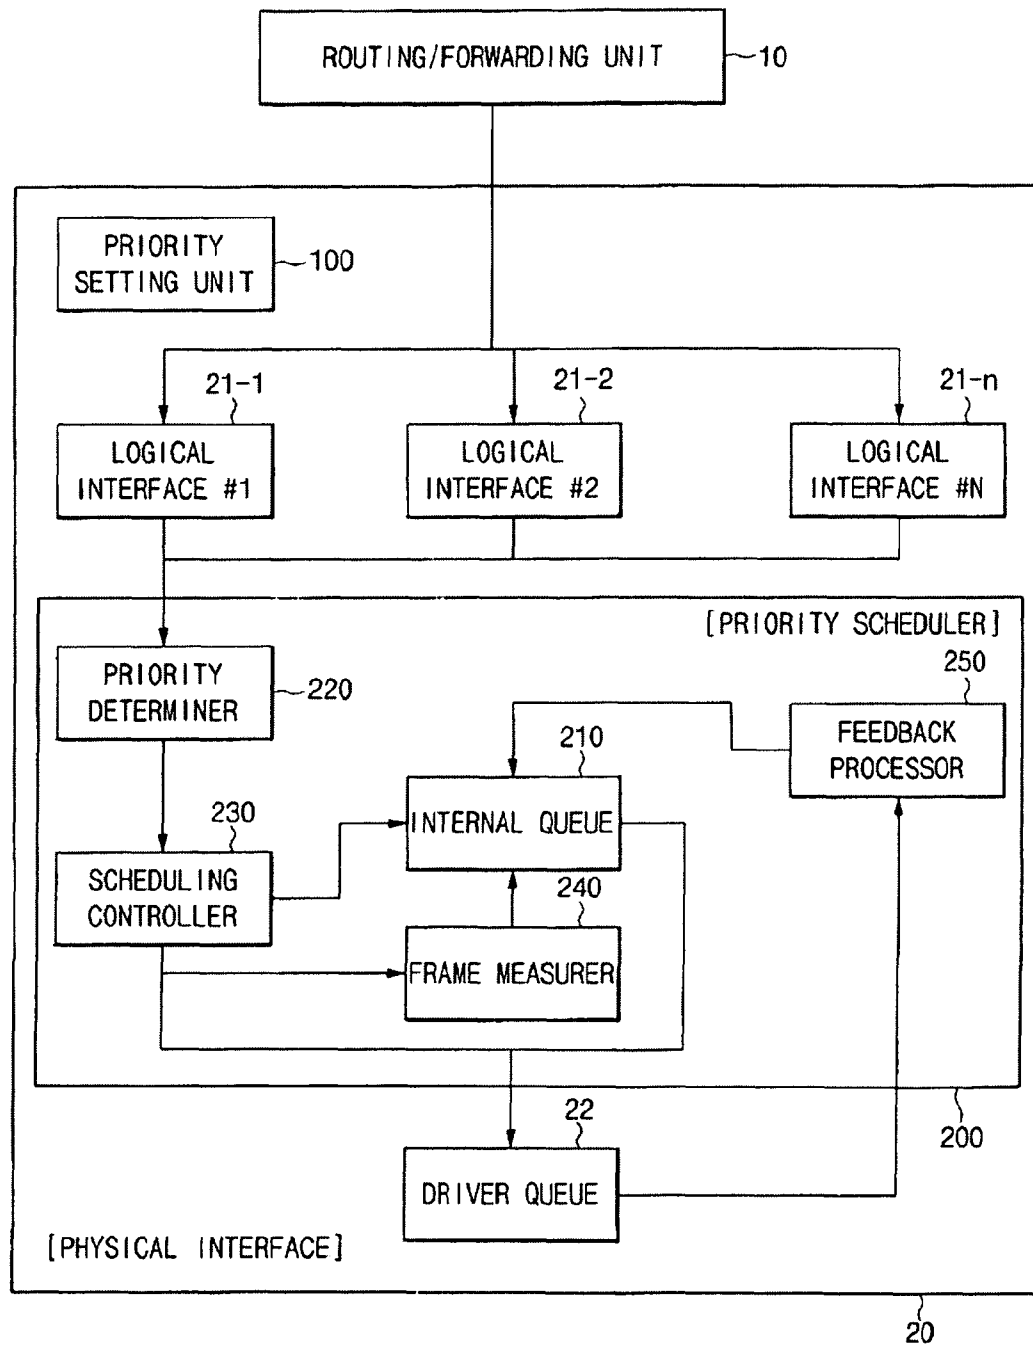 ROUTING/FORWARDING UNIT
10
PRIORITY
SETTING UNIT
100
21-1
21-2
21-n
LOGICAL
INTERFACE #1
LOGICAL
INTERFACE #2
LOGICAL
INTERFACE #N
[PRIORITY SCHEDULER]
PRIORITY
DETERMINER
220
250
FEEDBACK
PROCESSOR
210
INTERNAL QUEUE
230
SCHEDULING
CONTROLLER
240
FRAME MEASURER
200
22
DRIVER QUEUE
[PHYSICAL INTERFACE]
20